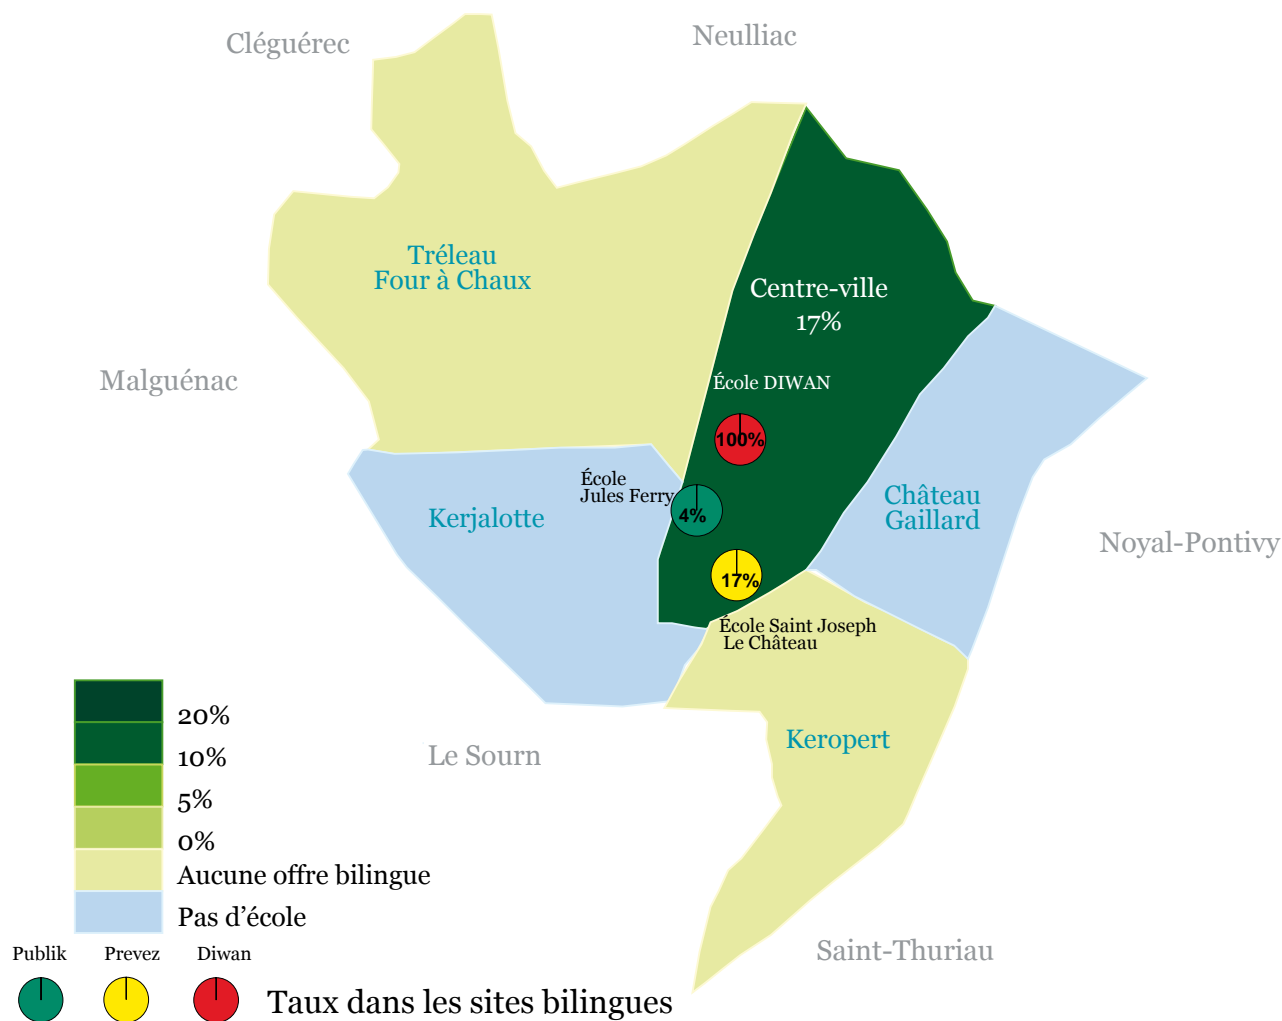 Cléguérec
Neulliac
Tréleau
Four à Chaux
Centre-ville
17%
Malguénac
École DIWAN
100%
École
Jules Ferry
4%
Kerjalotte
Château
Gaillard
Noyal-Pontivy
17%
École Saint Joseph
Le Château
Keropert
Le Sourn
20%
10%
5%
0%
Aucune offre bilingue
Pas d'école
Saint-Thuriau
Publik Prevez Diwan
Taux dans les sites bilingues